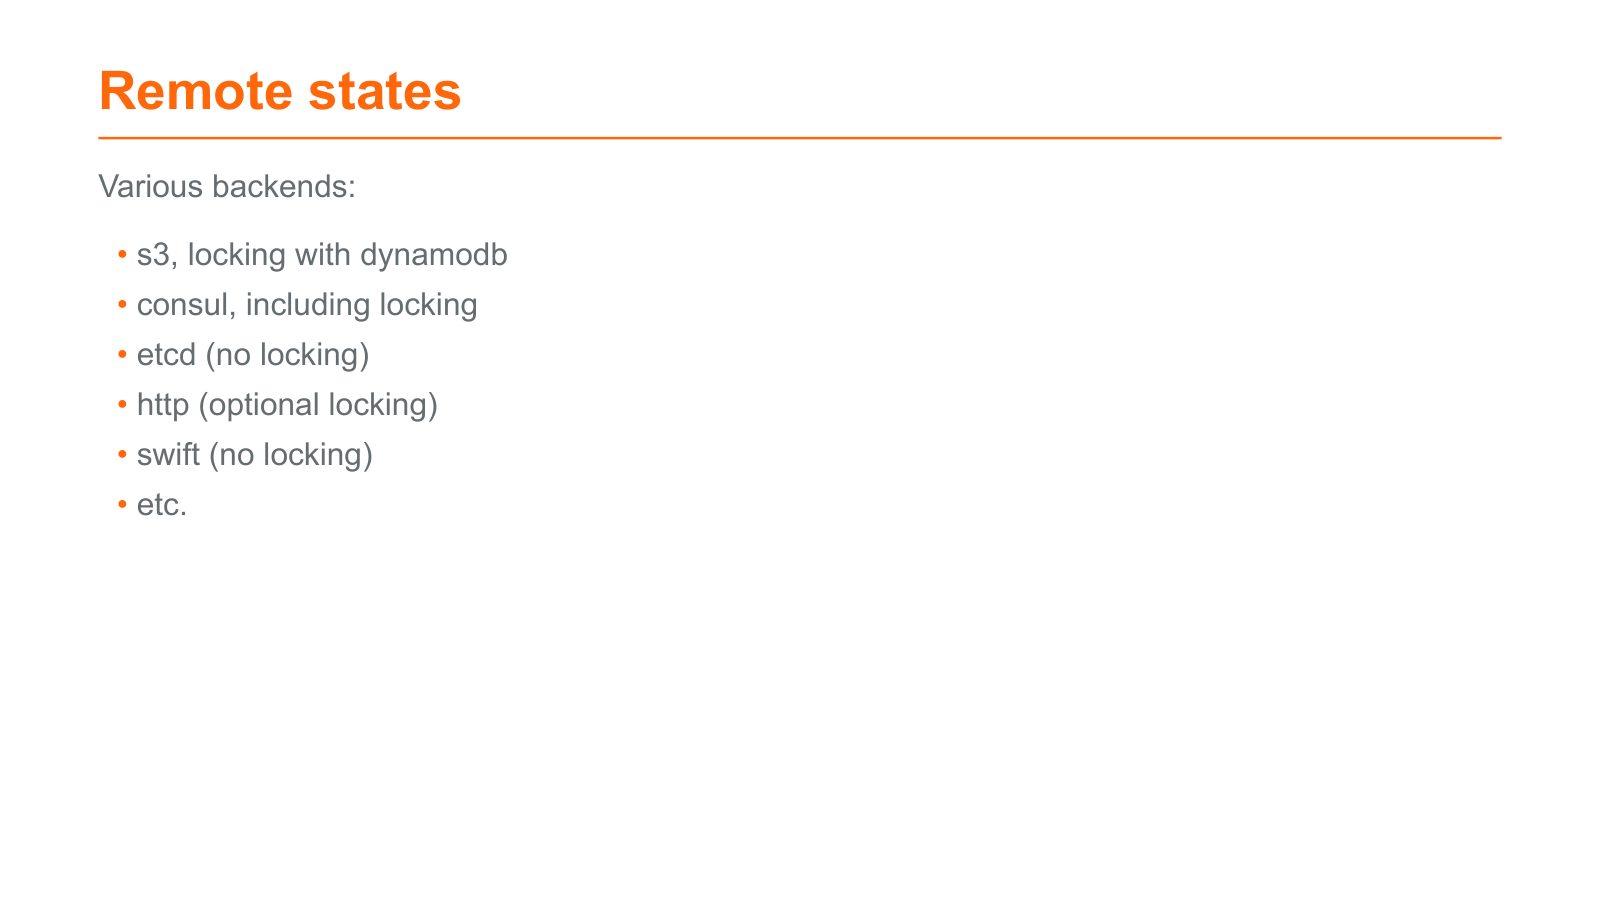 Remote states
Various backends:
• s3, locking with dynamodb
• consul, including locking
• etcd (no locking)
• http (optional locking)
• swift (no locking)
• etc.